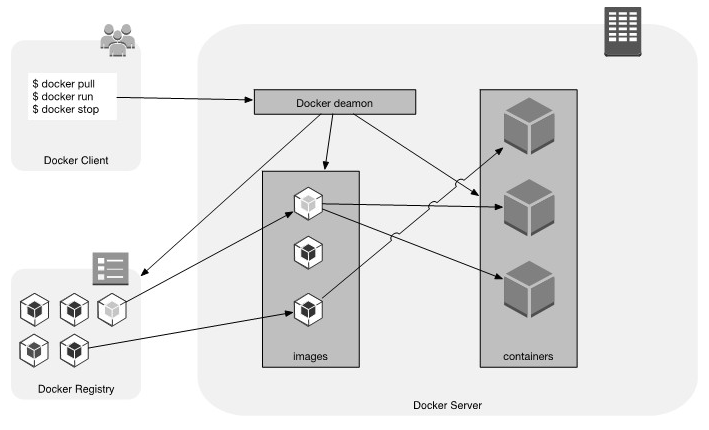 $ docker pull
$ docker run
$ docker stop
Docker Client
Docker deamon
images
containers
Docker Registry
Docker Server